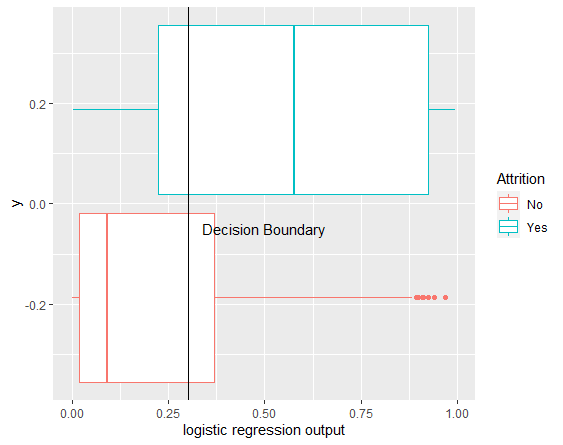 0.2
0.0
-0.2
y
Decision Boundary
0.00 0.25 0.50 0.75 1.00
logistic regression output
Attrition
No
Yes